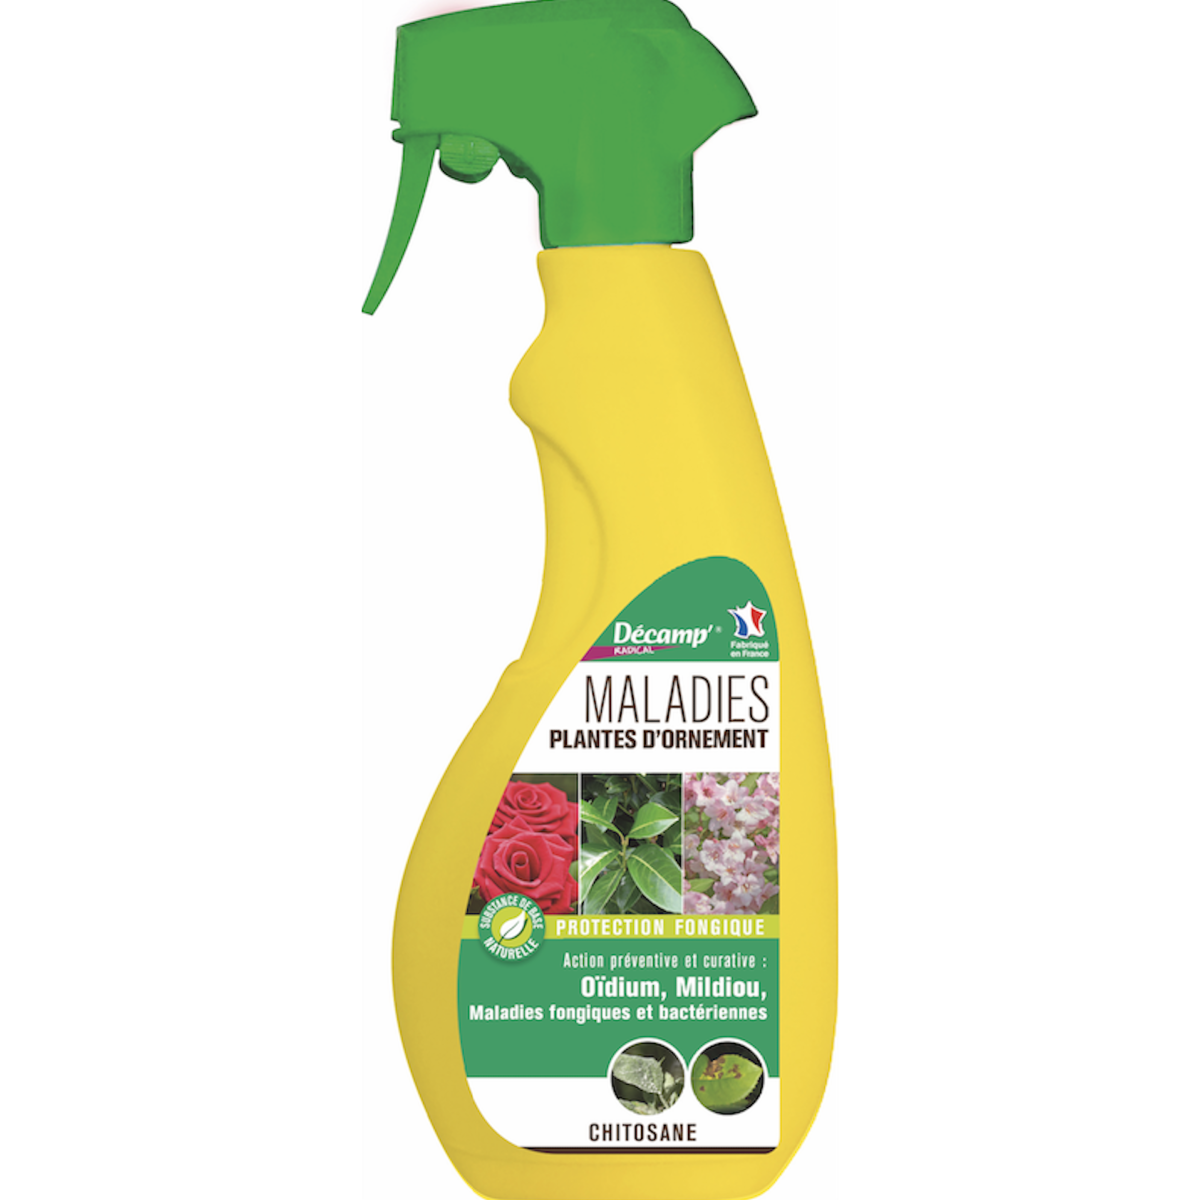 Décamp'®
RADICAL
Fabriqué
en France
MALADIES
PLANTES D'ORNEMENT
SUBSTANCE DE BASE
NATURELLE
PROTECTION FONGIQUE
Action préventive et curative :
Oïdium, Mildiou,
Maladies fongiques et bactériennes
CHITOSANE